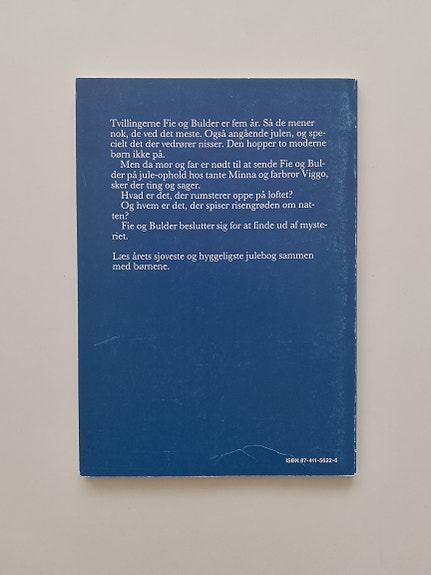 Tvillingerne Fie og Bulder er fem år. Så de mener
nok, de ved det meste. Også angående julen, og spe-
cielt det der vedrører nisser. Den hopper to moderne
børn ikke på.
Men da mor og far er nødt til at sende Fie og Bul-
der på jule-ophold hos tante Minna og farbror Viggo,
sker der ting og sager.
Hvad er det, der rumsterer oppe på loftet?
Og hvem er det, der spiser risengrøden om nat-
ten?
Fie og Bulder beslutter sig for at finde ud af myste-
riet.
Læs årets sjoveste og hyggeligste julebog sammen
med børnene.
ISBN 87-411-5622-6